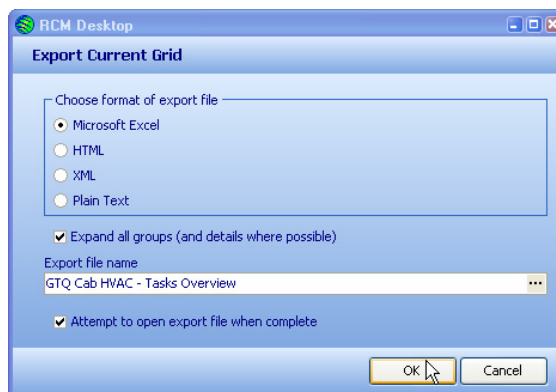 RCM Desktop
Export Current Grid
Choose format of export file
Microsoft Excel
HTML
XML
Plain Text
Expand all groups (and details where possible)
Export file name
GTQ Cab HVAC - Tasks Overview
...
Attempt to open export file when complete
OK
Cancel